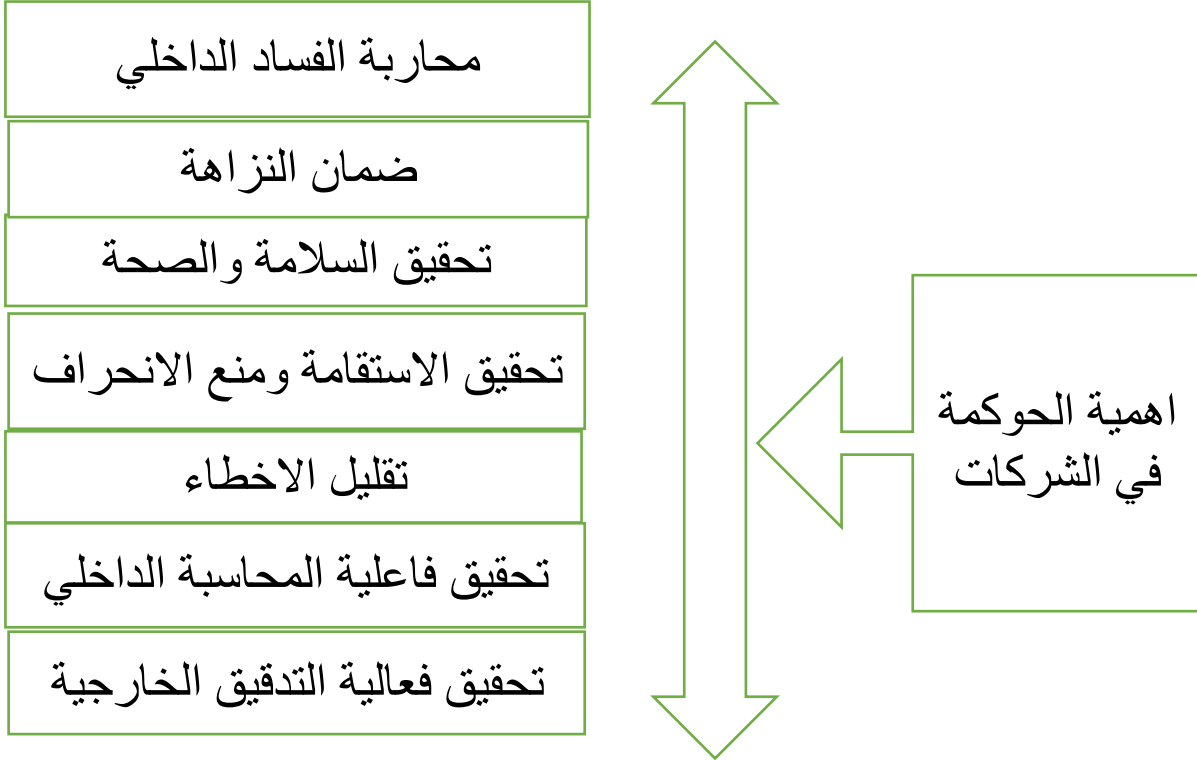 اهمية الحوكمة
في الشركات
محاربة الفساد الداخلي
ضمان النزاهة
تحقيق السلامة والصحة
تحقيق الاستقامة ومنع الانحراف
تقليل الاخطاء
تحقيق فاعلية المحاسبة الداخلي
تحقيق فعالية التدقيق الخارجية